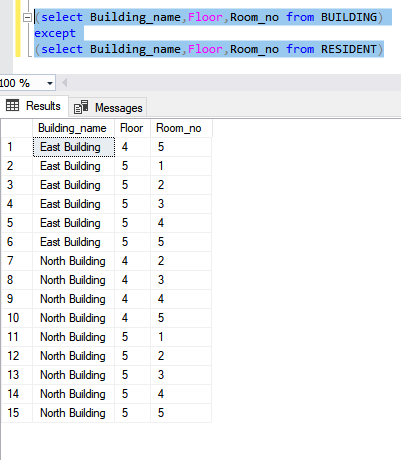 (select Building_name,Floor,Room_no from BUILDING)
except
(select Building_name,Floor,Room_no from RESIDENT)
100 %
Results Messages
Building_name Floor Room_no
1 East Building 4 5
2 East Building 5 1
3 East Building 5 2
4 East Building 5 3
5 East Building 5 4
6 East Building 5 5
7 North Building 4 2
8 North Building 4 3
9 North Building 4 4
10 North Building 4 5
11 North Building 5 1
12 North Building 5 2
13 North Building 5 3
14 North Building 5 4
15 North Building 5 5